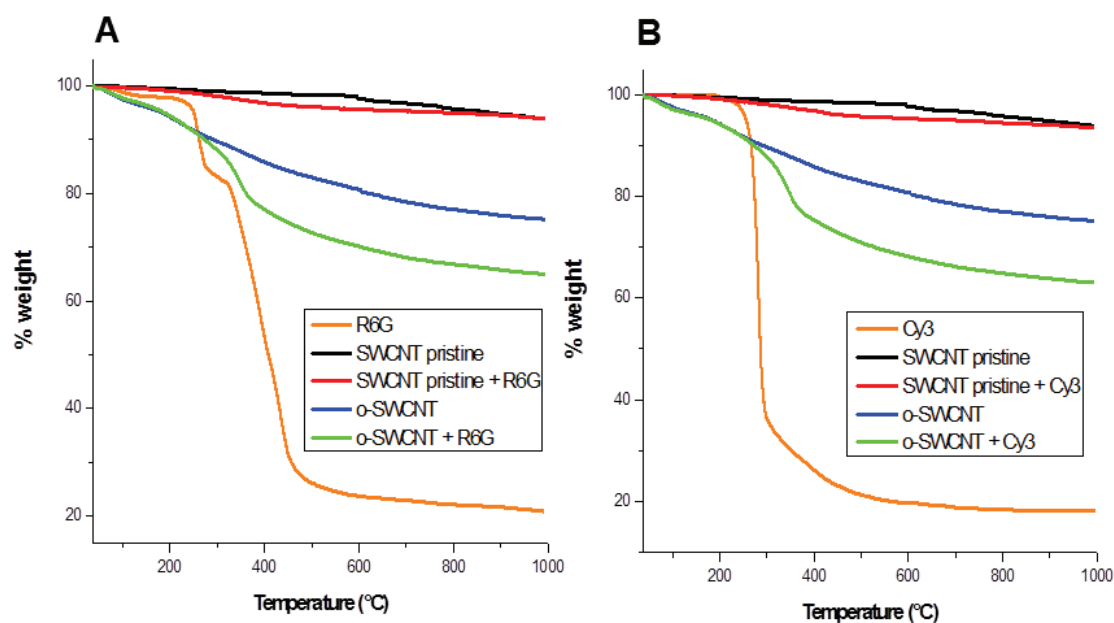 A
100
80
60
40
20
% weight
R6G
SWCNT pristine
SWCNT pristine + R6G
o-SWCNT
o-SWCNT + R6G
200 400 600 800 1000
Temperature (°C)
B
100
80
60
40
20
% weight
Cy3
SWCNT pristine
SWCNT pristine + Cy3
o-SWCNT
o-SWCNT + Cy3
200 400 600 800 1000
Temperature (°C)